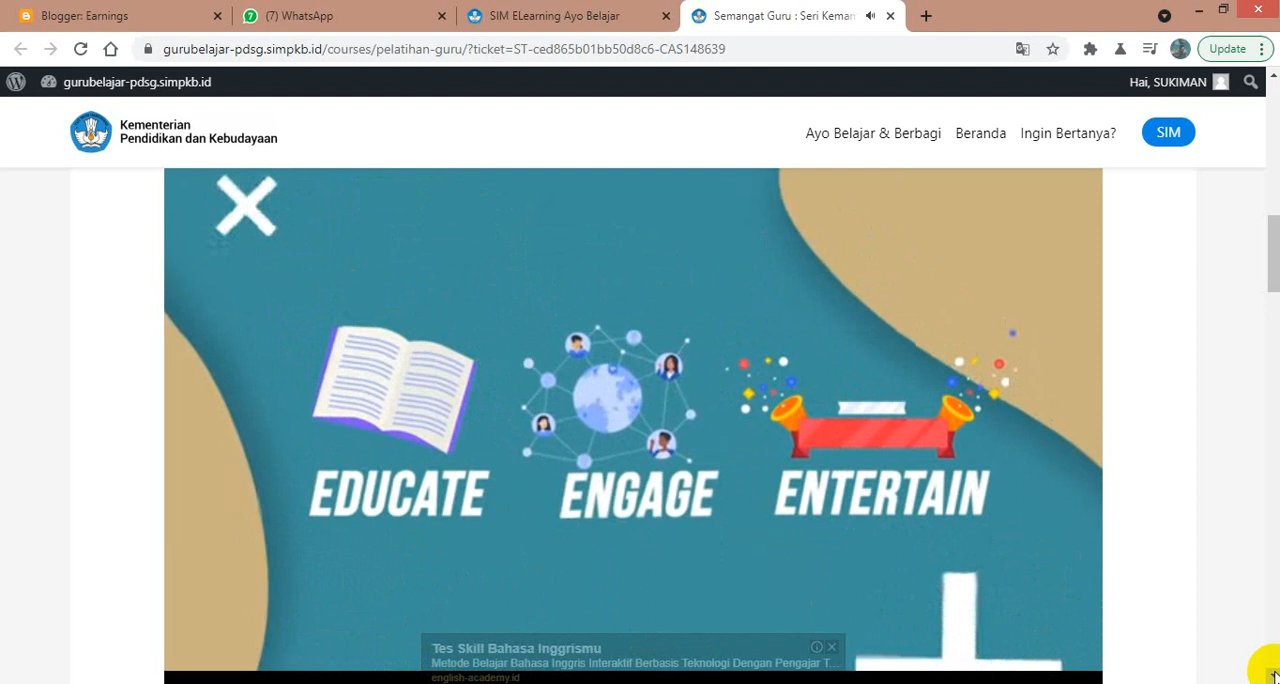 Blogger: Earnings
(7) WhatsApp
SIM ELearning Ayo Belajar
Semangat Guru : Seri Keman
gurubelajar-pdsg.simpkb.id/courses/pelatihan-guru/?ticket=ST-ced865b01bb50d8c6-CAS148639
Update
gurubelajar-pdsg.simpkb.id
Hai, SUKIMAN
Kementerian
Pendidikan dan Kebudayaan
Ayo Belajar & Berbagi
Beranda
Ingin Bertanya?
SIM
EDUCATE
ENGAGE
ENTERTAIN
Tes Skill Bahasa Inggrismu
Metode Belajar Bahasa Inggris Interaktif Berbasis Teknologi Dengan Pengajar T...
english-academy.id